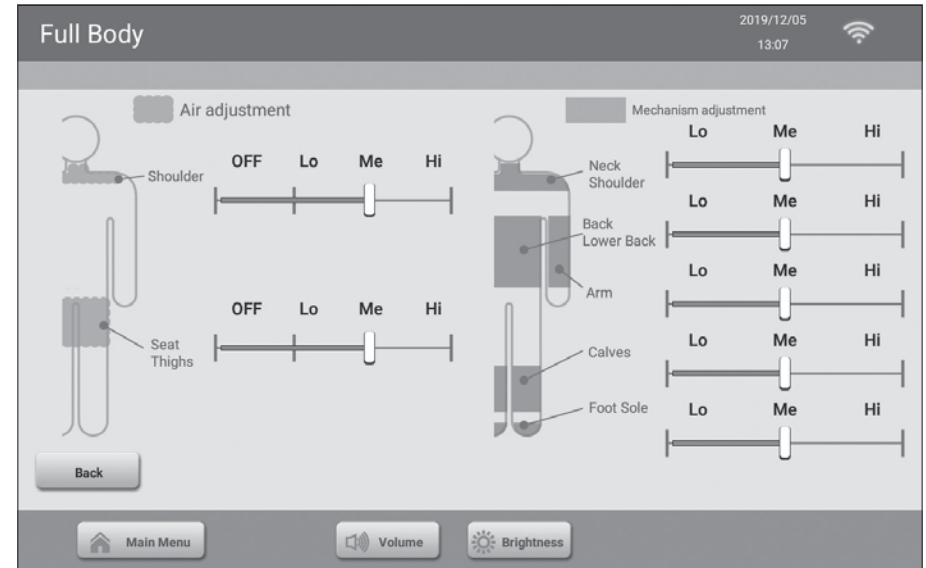 Full Body
2019/12/05
13:07
Air adjustment
OFF Lo Me Hi
Shoulder
OFF Lo Me Hi
Seat
Thighs
Mechanism adjustment
Lo Me Hi
Neck
Shoulder
Lo Me Hi
Back
Lower Back
Lo Me Hi
Arm
Lo Me Hi
Calves
Lo Me Hi
Foot Sole
Back
Main Menu
Volume
Brightness